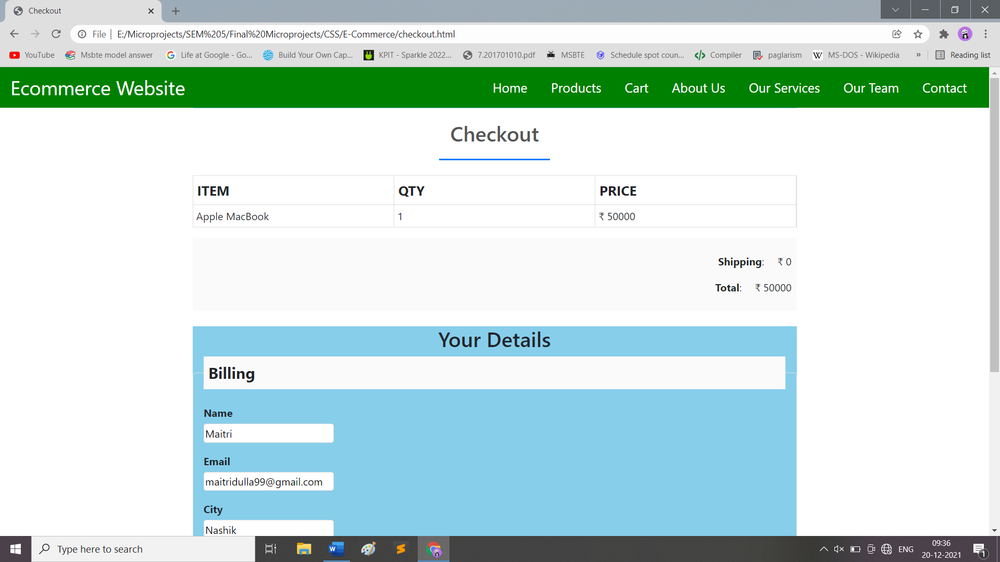 Checkout
File | E:/Microprojects/SEM%205/Final%20Microprojects/CSS/E-Commerce/checkout.html
YouTube Msbte model answer Life at Google - Go... Build Your Own Cap... KPIT - Sparkle 2022... 7.201701010.pdf MSBTE Schedule spot coun... Compiler paglarism MS-DOS - Wikipedia » Reading list
Ecommerce Website Home Products Cart About Us Our Services Our Team Contact
Checkout
ITEM QTY PRICE
Apple MacBook 1 ₹ 50000
Shipping: ₹ 0
Total: ₹ 50000
Your Details
Billing
Name
Maitri
Email
maitridulla99@gmail.com
City
Nashik
Type here to search
ENG
09:36
20-12-2021
1